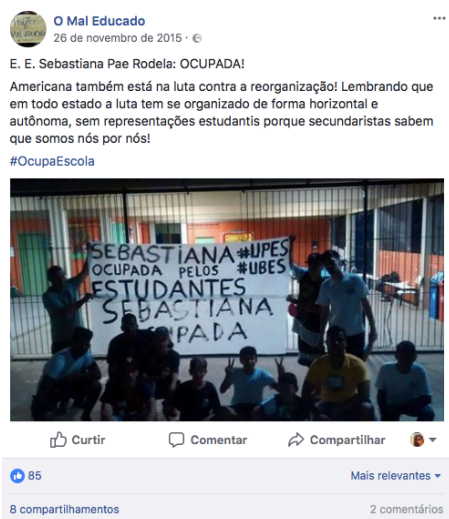 O Mal Educado
26 de novembro de 2015 ·
E. E. Sebastiana Pae Rodela: OCUPADA!
Americana também está na luta contra a reorganização! Lembrando que
em todo estado a luta tem se organizado de forma horizontal e
autônoma, sem representações estudantis porque secundaristas sabem
que somos nós por nós!
#OcupaEscola
SEBASTIANA #UPES
OCUPADA PELOS #UBES
ESTUDANTES
SEBASTIANA
Curtir Comentar Compartilhar
85 Mais relevantes
8 compartilhamentos 2 comentários